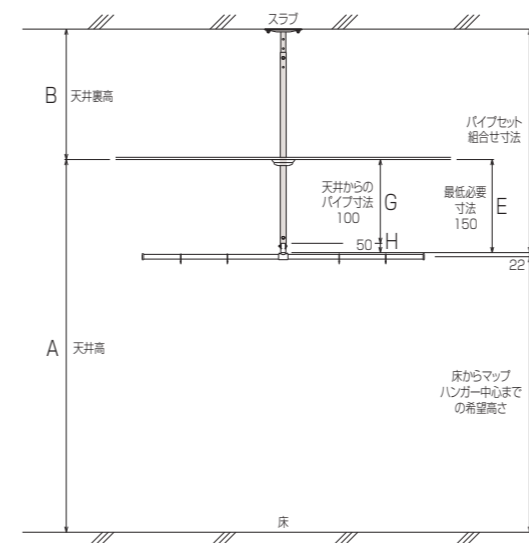 スラブ
B 天井裏高
パイプセット
組合せ寸法
天井からの
パイプ寸法
100
G
最低必要
寸法
150
E
50 H
22
A 天井高
床からマップ
ハンガー中心まで
の希望高さ
床